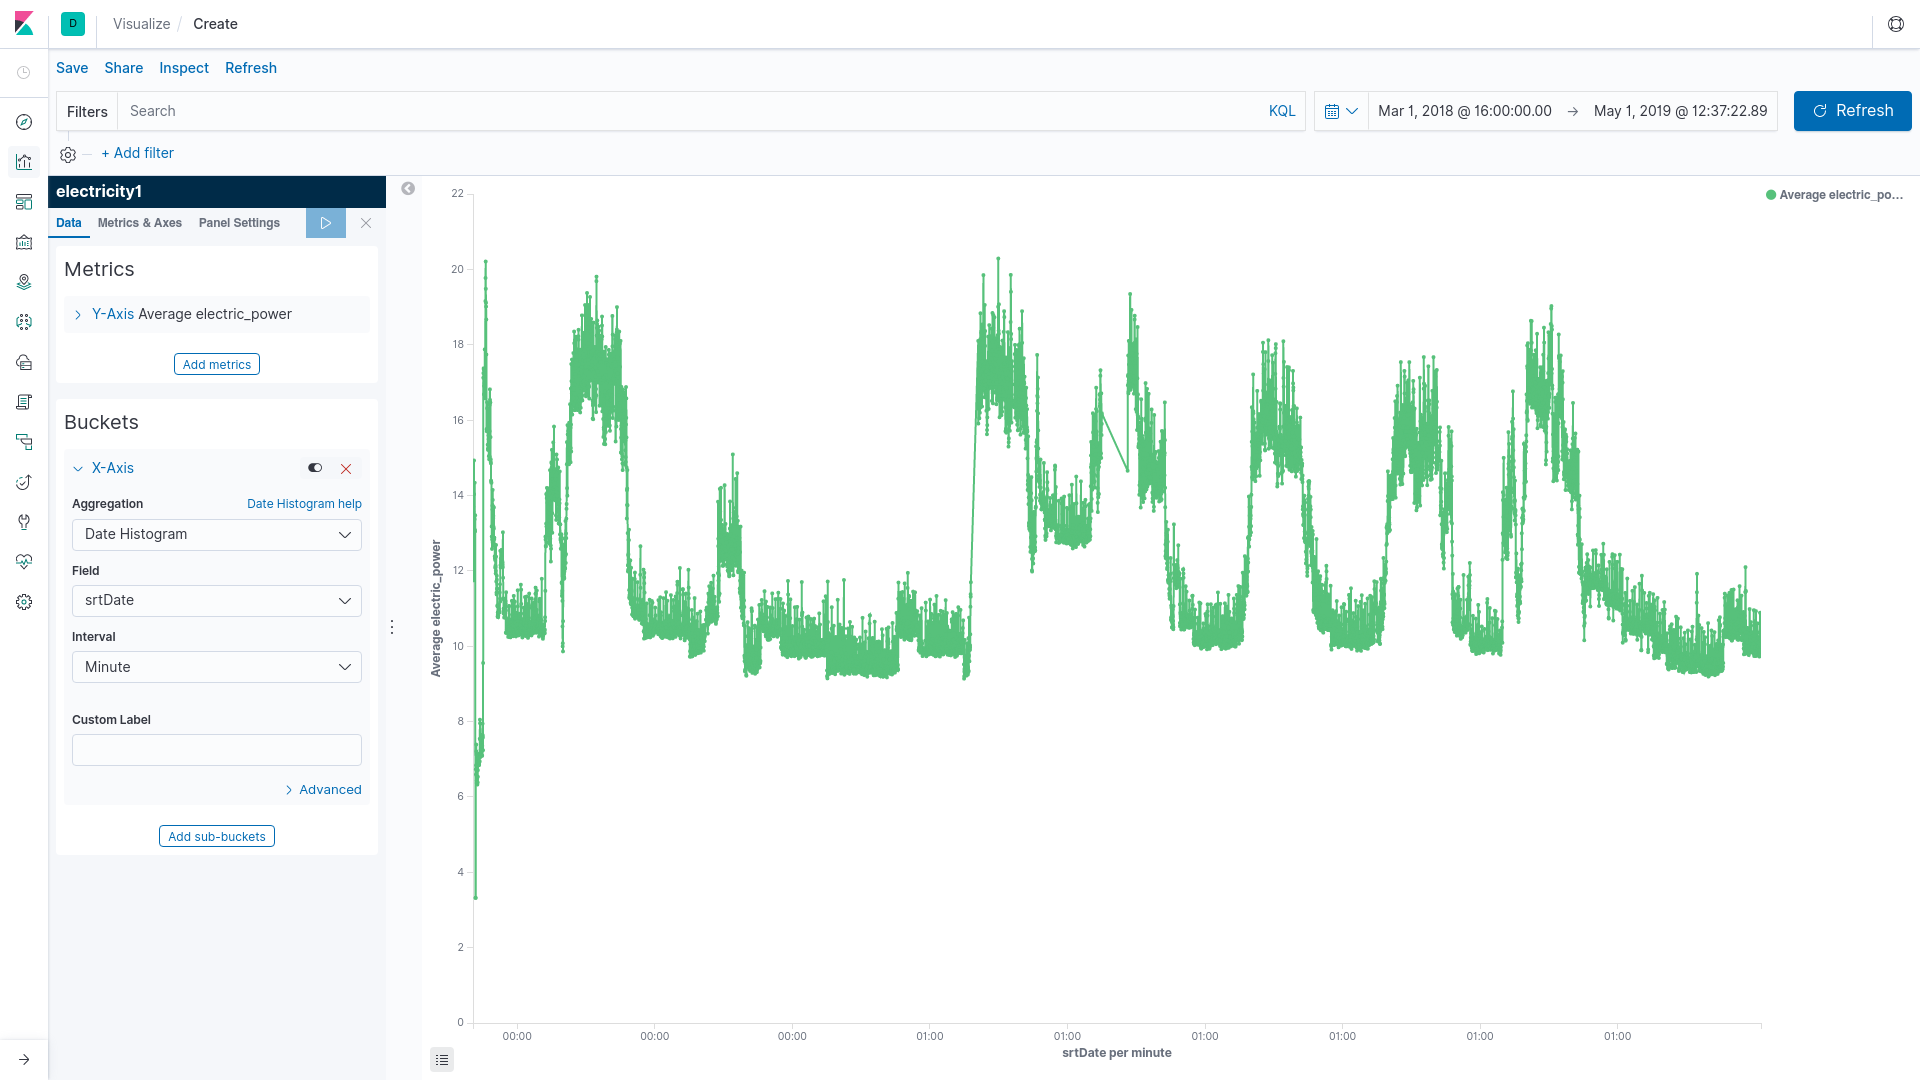 D
Visualize / Create
Save Share Inspect Refresh
Filters Search KQL
Mar 1, 2018 @ 16:00:00.00 → May 1, 2019 @ 12:37:22.89
Refresh
+ Add filter
electricity1
Data Metrics & Axes Panel Settings
Metrics
Y-Axis Average electric_power
Add metrics
Buckets
X-Axis
Aggregation Date Histogram help
Date Histogram
Field
srtDate
Interval
Minute
Custom Label
Advanced
Add sub-buckets
Average electric_power
22
20
18
16
14
12
10
8
6
4
2
0
00:00 00:00 00:00 01:00 01:00 01:00 01:00 01:00 01:00
srtDate per minute
Average electric_po...